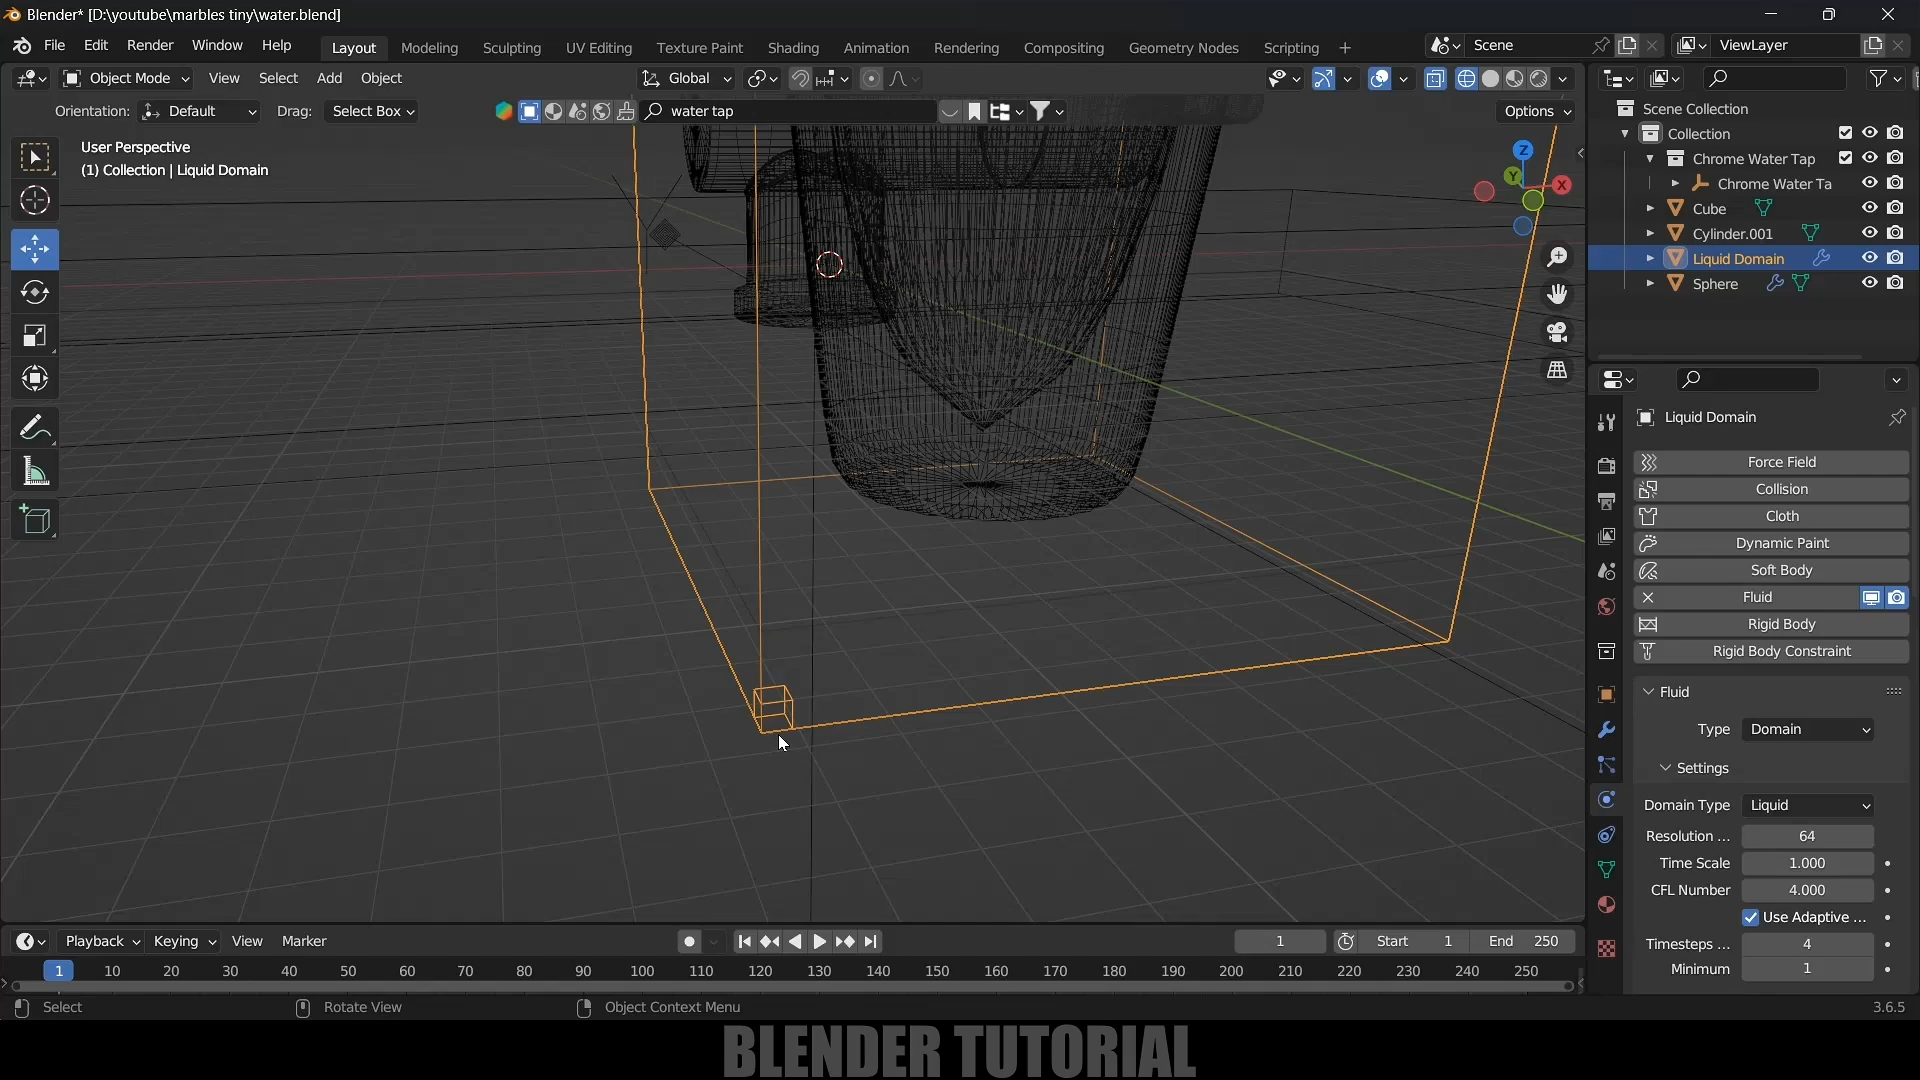 Blender* [D:\youtube\marbles tiny\water.blend]
File Edit Render Window Help Layout Modeling Sculpting UV Editing Texture Paint Shading Animation Rendering Compositing Geometry Nodes Scripting + Scene ViewLayer
Object Mode View Select Add Object Global
Orientation: Default Drag: Select Box water tap Options
User Perspective
(1) Collection | Liquid Domain
Z
Y
X
Scene Collection
Collection
Chrome Water Tap
Chrome Water Ta
Cube
Cylinder.001
Liquid Domain
Sphere
Liquid Domain
Force Field
Collision
Cloth
Dynamic Paint
Soft Body
Fluid
Rigid Body
Rigid Body Constraint
Fluid
Type Domain
Settings
Domain Type Liquid
Resolution ... 64
Time Scale 1.000
CFL Number 4.000
Use Adaptive ...
Timesteps ... 4
Minimum 1
Playback Keying View Marker 1 Start 1 End 250
1 10 20 30 40 50 60 70 80 90 100 110 120 130 140 150 160 170 180 190 200 210 220 230 240 250
Select Rotate View Object Context Menu 3.6.5
BLENDER TUTORIAL